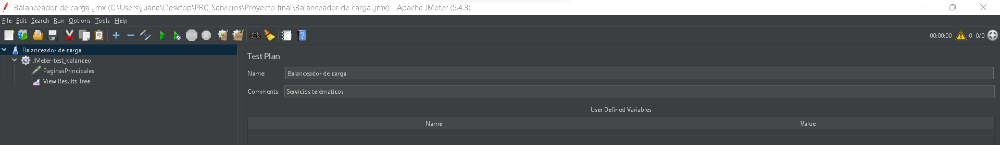 Balanceador de carga .jmx (C:\Users\juane\Desktop\PRC_Servicios\Proyecto final\Balanceador de carga .jmx) - Apache JMeter (5.4.3)
File Edit Search Run Options Tools Help
STOP 00:00:00 0 0/0
Balanceador de carga
JMeter-test_balanceo
PaginasPrincipales
View Results Tree
Test Plan
Name: Balanceador de carga
Comments: Servicios telématicos
User Defined Variables
Name: Value